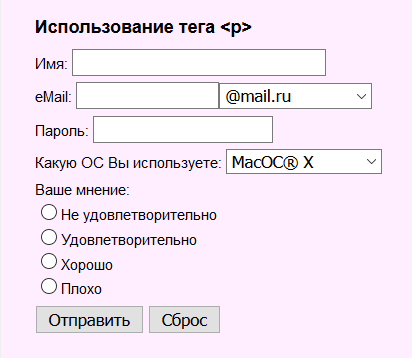 Использование тега <p>
Имя:
eMail: @mail.ru
Пароль:
Какую ОС Вы используете: MacOC® X
Ваше мнение:
Не удовлетворительно
Удовлетворительно
Хорошо
Плохо
Отправить Сброс